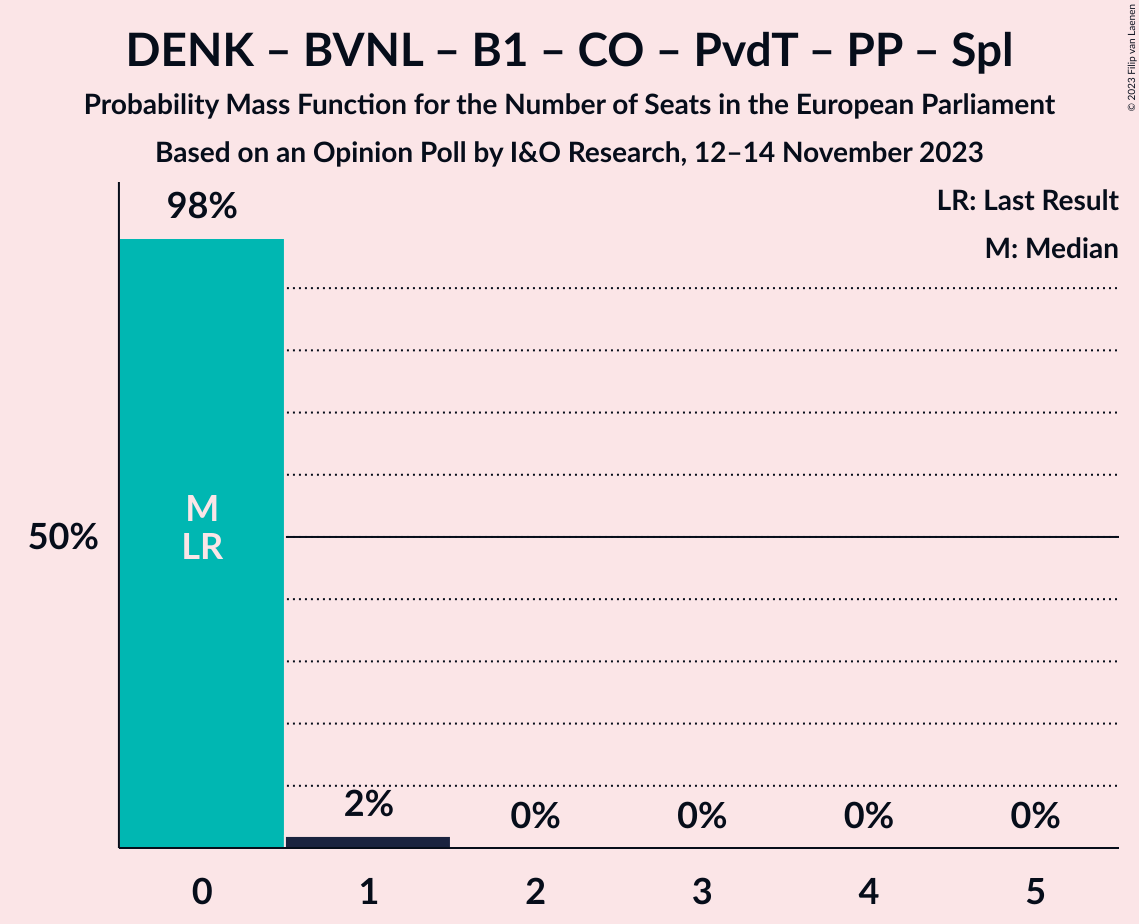 DENK – BVNL – B1 – CO – PvdT – PP – Spl
Probability Mass Function for the Number of Seats in the European Parliament
Based on an Opinion Poll by I&O Research, 12–14 November 2023
© 2023 Filip van Laenen
LR: Last Result
M: Median
98%
M
LR
50%
2%
0%
0%
0%
0%
0
1
2
3
4
5